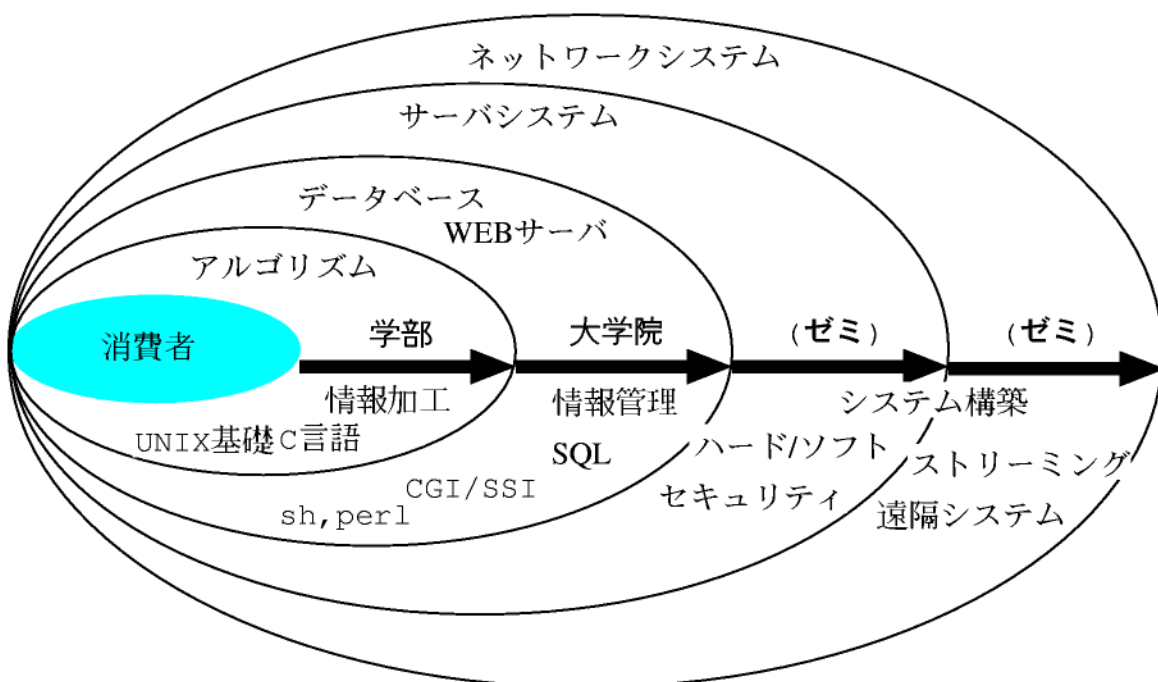 ネットワークシステム
サーバシステム
データベース
WEBサーバ
アルゴリズム
消費者
学部
大学院
(ゼミ)
(ゼミ)
情報加工
情報管理
システム構築
UNIX基礎C言語
SQL
ハード/ソフト
ストリーミング
CGI/SSI
セキュリティ
sh,perl
遠隔システム